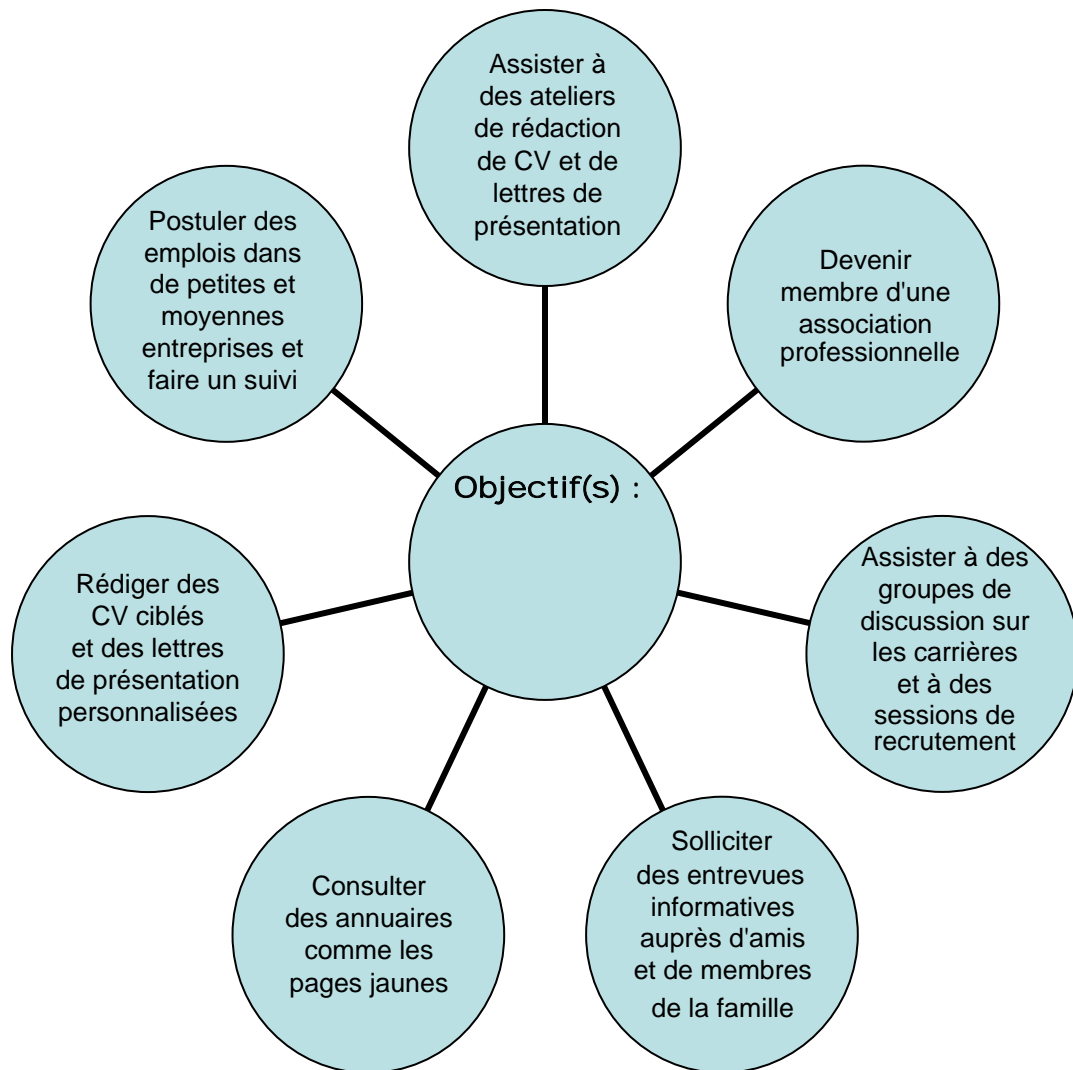 Assister à
des ateliers
de rédaction
de CV et de
lettres de
présentation
Devenir
membre d'une
association
professionnelle
Assister à des
groupes de
discussion sur
les carrières
et à des
sessions de
recrutement
Solliciter
des entrevues
informatives
auprès d'amis
et de membres
de la famille
Consulter
des annuaires
comme les
pages jaunes
Rédiger des
CV ciblés
et des lettres
de présentation
personnalisées
Postuler des
emplois dans
de petites et
moyennes
entreprises et
faire un suivi
Objectif(s) :